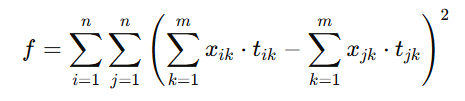 f = \sum_{i=1}^{n} \sum_{j=1}^{n} \left( \sum_{k=1}^{m} x_{ik} \cdot t_{ik} - \sum_{k=1}^{m} x_{jk} \cdot t_{jk} \right)^2